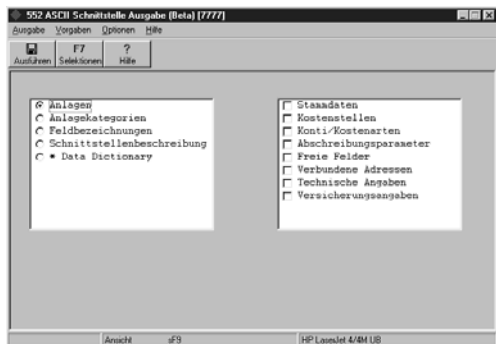 552 ASCII Schnittstelle Ausgabe (Beta) [7777]
Ausgabe Vorgaben Optionen Hilfe
F7 ?
Ausführen Selektionen Hilfe
Anlagen
Anlagekategorien
Feldbezeichnungen
Schnittstellenbeschreibung
* Data Dictionary
Stammdaten
Kostenstellen
Konti/Kostenarten
Abschreibungsparameter
Freie Felder
Verbundene Adressen
Technische Angaben
Versicherungsangaben
Ansicht sF9 HP LaserJet 4/4M UB